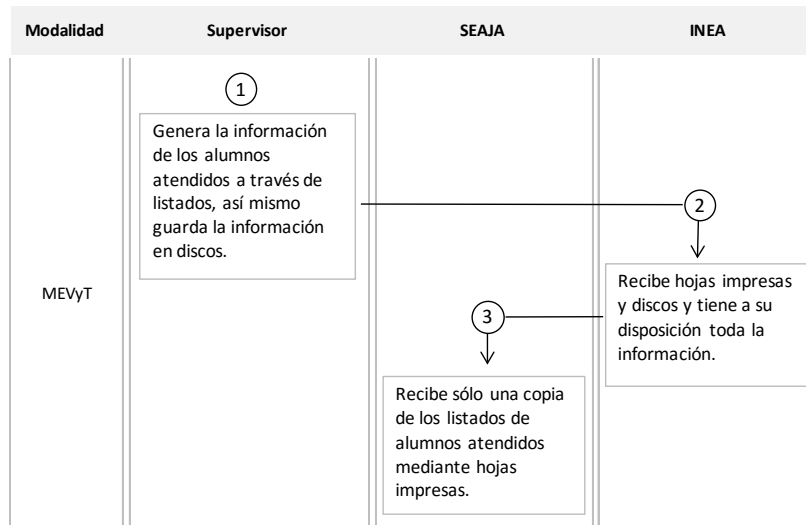 Modalidad Supervisor SEAJA INEA
1
Genera la información
de los alumnos
atendidos a través de
listados, así mismo
guarda la información
en discos.
2
MEVyT
Recibe hojas impresas
y discos y tiene a su
disposición toda la
información.
3
Recibe sólo una copia
de los listados de
alumnos atendidos
mediante hojas
impresas.